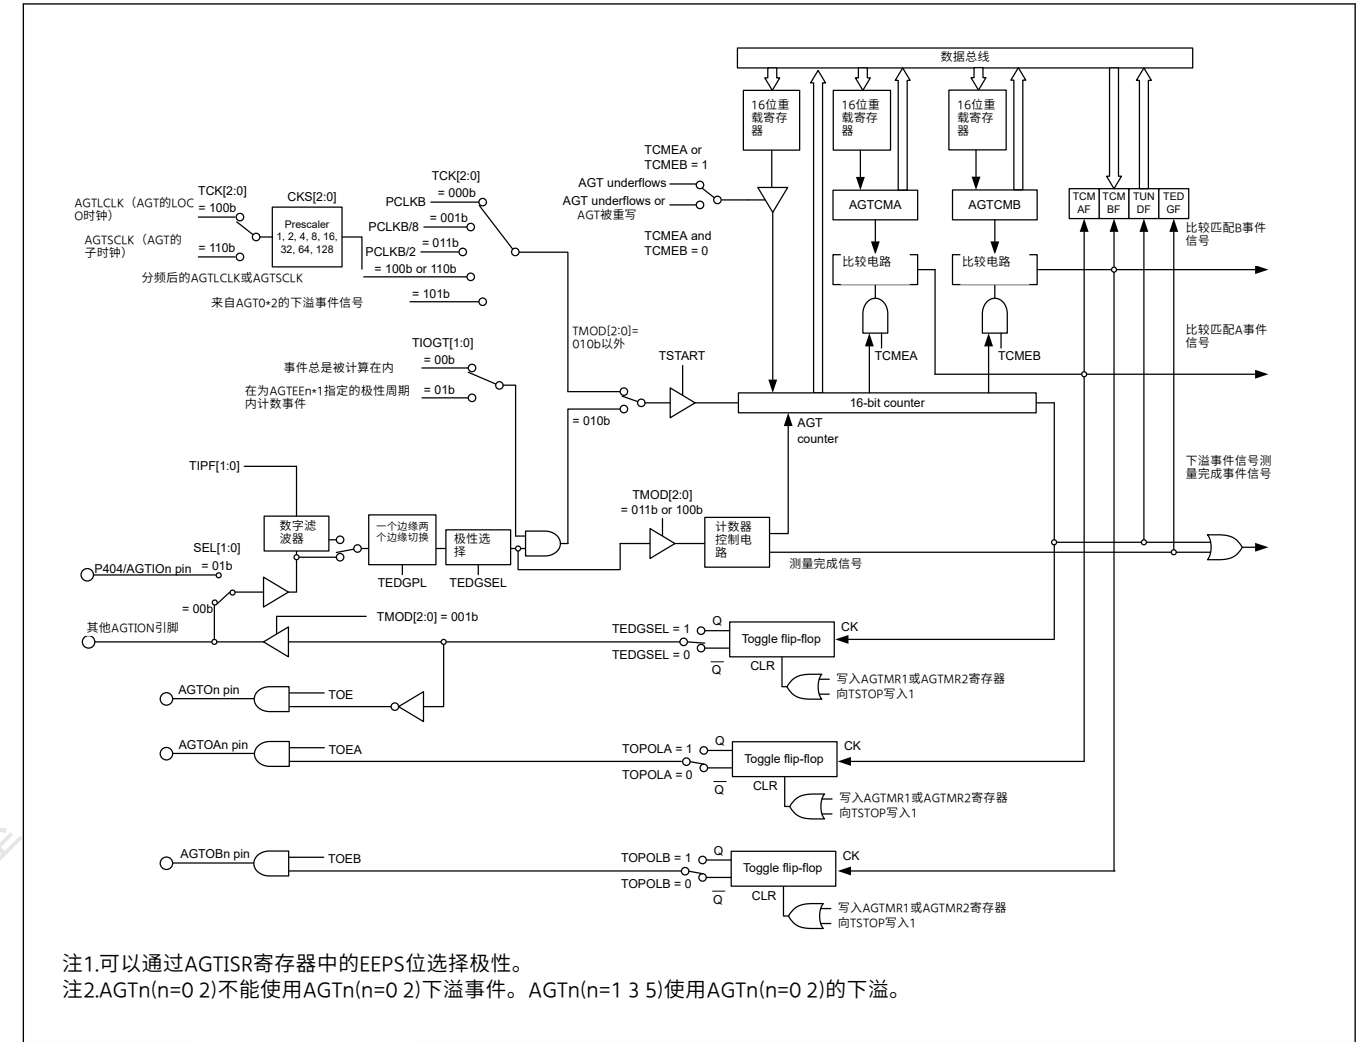 数据总线
16位重
载寄存
器
16位重
载寄存
器
16位重
载寄存
器
TCMEA or
TCMEB = 1
AGT underflows
AGT underflows or
AGT被重写
TCMEA and
TCMEB = 0
TCK[2:0]
= 000b
PCLKB
= 001b
PCLKB/8
= 011b
PCLKB/2
= 100b or 110b
= 101b
TCK[2:0]
= 100b
AGTLCLK（AGT的LOC
O时钟）
AGTSCLK（AGT的
子时钟）
= 110b
CKS[2:0]
Prescaler
1, 2, 4, 8, 16,
32, 64, 128
分频后的AGTLCLK或AGTSCLK
来自AGT0*2的下溢事件信号
AGTCMA
AGTCMB
TCM
AF
TCM
BF
TUN
DF
TED
GF
比较匹配B事件
信号
比较电路
比较电路
TCMEA
TCMEB
比较匹配A事件
信号
TMOD[2:0]=
010b以外
TSTART
TIOGT[1:0]
= 00b
事件总是被计算在内
= 01b
在为AGTEEn*1指定的极性周期
内计数事件
= 010b
16-bit counter
AGT
counter
下溢事件信号测
量完成事件信号
TIPF[1:0]
数字滤
波器
一个边缘两
个边缘切换
极性选
择
TEDGPL
TEDGSEL
TMOD[2:0]
= 011b or 100b
计数器
控制电
路
测量完成信号
SEL[1:0]
= 01b
P404/AGTIOn pin
= 00b
其他AGTION引脚
TMOD[2:0] = 001b
TEDGSEL = 1
TEDGSEL = 0
Q
Q
Toggle flip-flop
CK
CLR
写入AGTMR1或AGTMR2寄存器
向TSTOP写入1
AGTOn pin
TOE
AGTOAn pin
TOEA
TOPOLA = 1
TOPOLA = 0
Q
Q
Toggle flip-flop
CK
CLR
写入AGTMR1或AGTMR2寄存器
向TSTOP写入1
AGTOBn pin
TOEB
TOPOLB = 1
TOPOLB = 0
Q
Q
Toggle flip-flop
CK
CLR
写入AGTMR1或AGTMR2寄存器
向TSTOP写入1
注1.可以通过AGTISR寄存器中的EEPS位选择极性。
注2.AGTn(n=0 2)不能使用AGTn(n=0 2)下溢事件。AGTn(n=1 3 5)使用AGTn(n=0 2)的下溢。